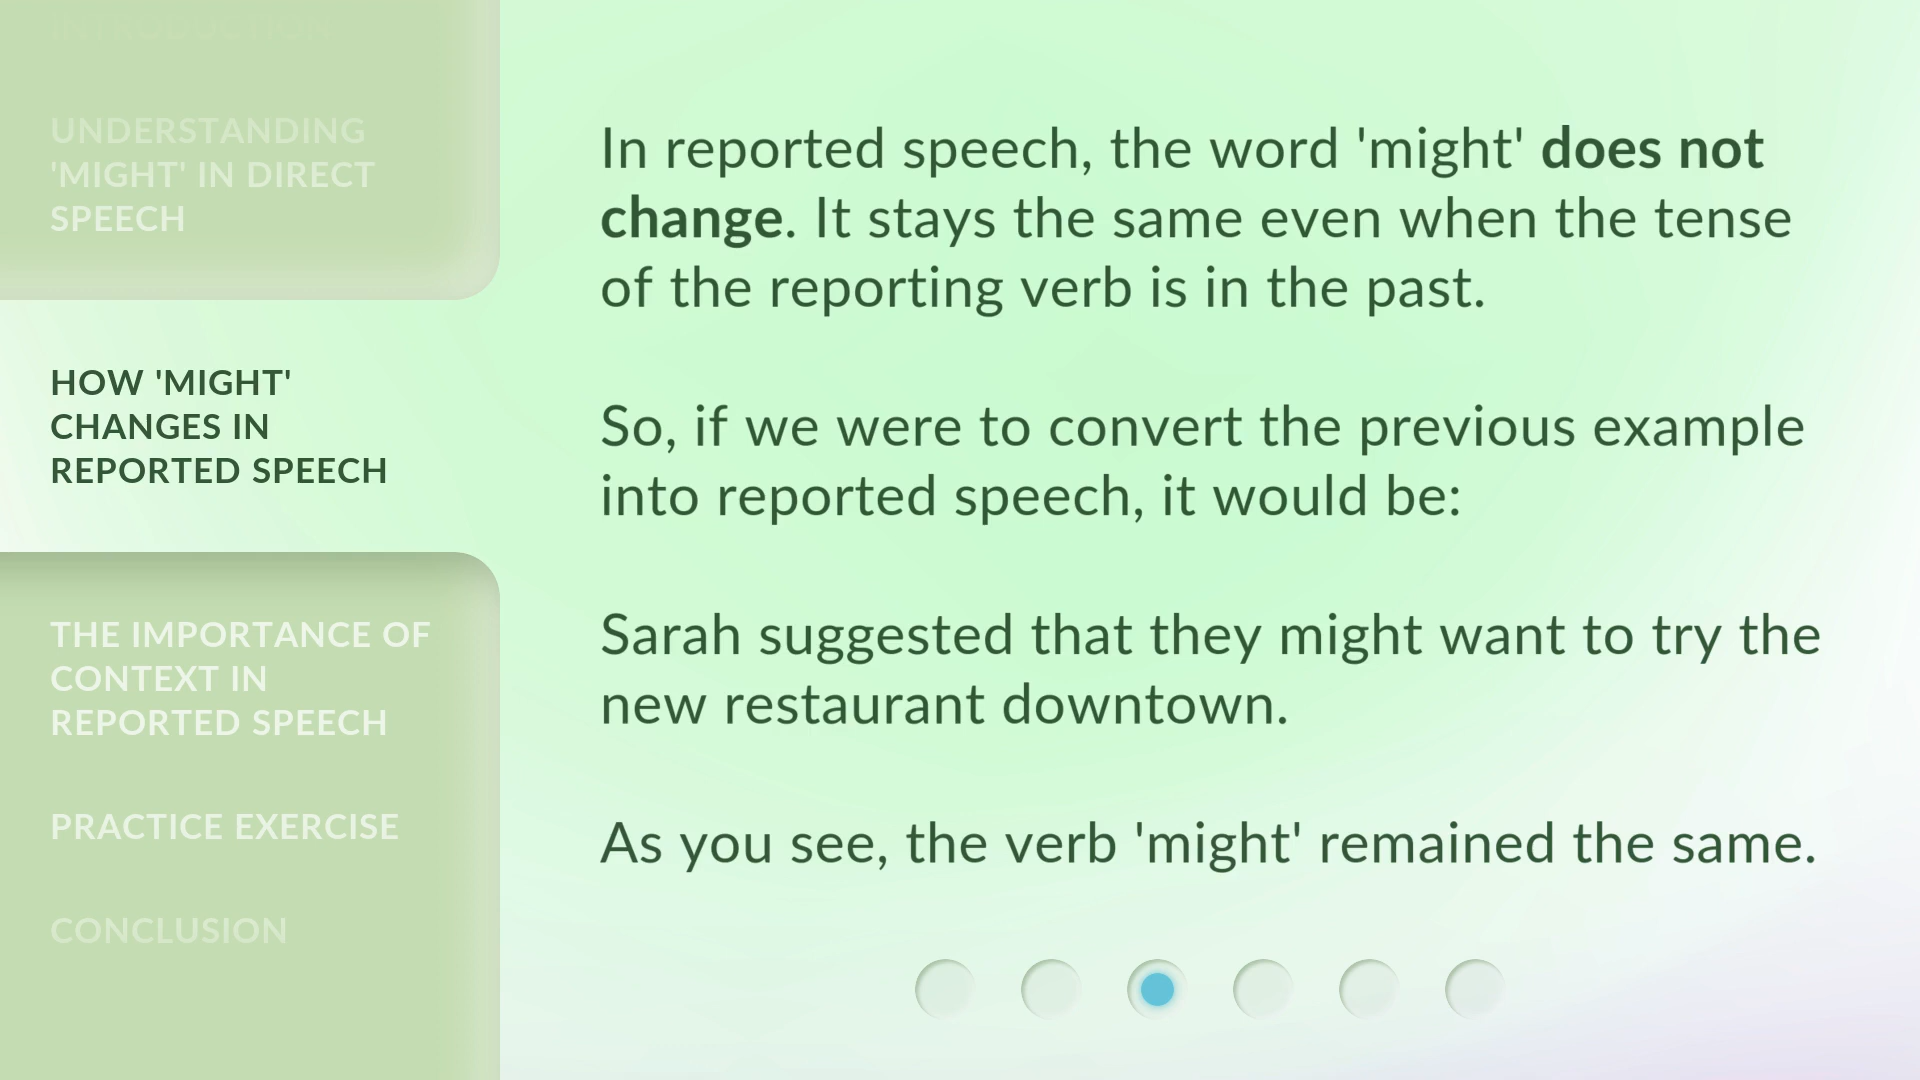 INTRODUCTION
UNDERSTANDING
'MIGHT' IN DIRECT
SPEECH
HOW 'MIGHT'
CHANGES IN
REPORTED SPEECH
THE IMPORTANCE OF
CONTEXT IN
REPORTED SPEECH
PRACTICE EXERCISE
CONCLUSION
In reported speech, the word 'might' does not
change. It stays the same even when the tense
of the reporting verb is in the past.
So, if we were to convert the previous example
into reported speech, it would be:
Sarah suggested that they might want to try the
new restaurant downtown.
As you see, the verb 'might' remained the same.